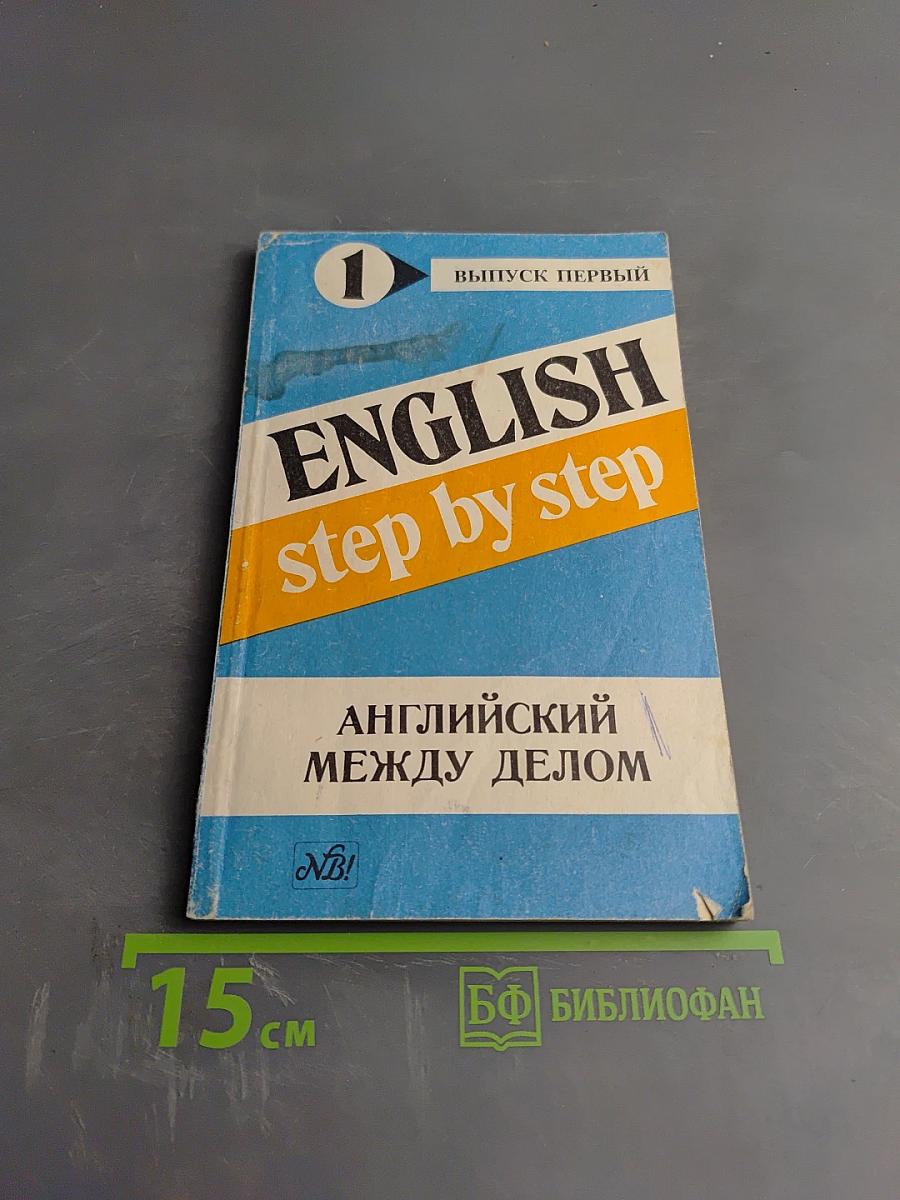 1
ВЫПУСК ПЕРВЫЙ
ENGLISH
step by step
АНГЛИЙСКИЙ
МЕЖДУ ДЕЛОМ
NB!
15 см
БФ БИБЛИОФАН